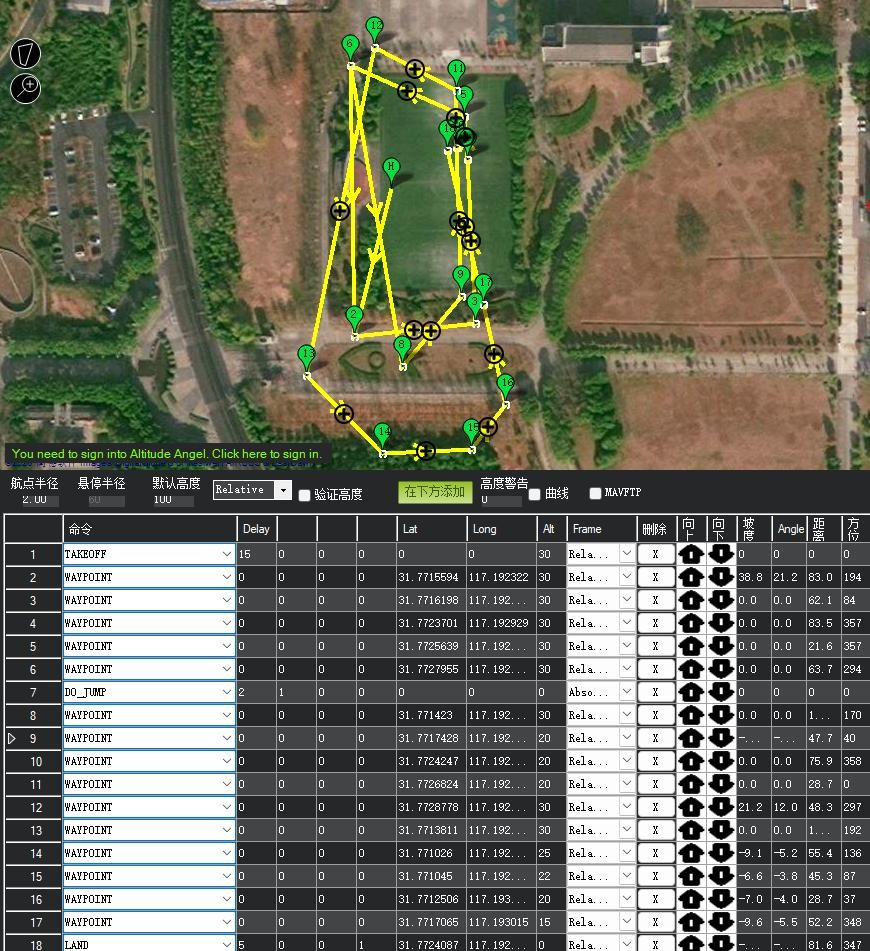 12
6
11
5
H
9
17
3
2
8
13
16
14
15
You need to sign into Altitude Angel. Click here to sign in.
航点半径 悬停半径 默认高度 Relative 验证高度 在下方添加 高度警告 曲线 MAVFTP
2.00 60 100 0
命令 Delay Lat Long Alt Frame 删除 向上 向下 坡度 Angle 距离 方位
1 TAKEOFF 15 0 0 0 0 0 30 Rela... X 0 0 0 0
2 WAYPOINT 0 0 0 0 31.7715594 117.192322 30 Rela... X 38.8 21.2 83.0 194
3 WAYPOINT 0 0 0 0 31.7716198 117.192... 30 Rela... X 0.0 0.0 62.1 84
4 WAYPOINT 0 0 0 0 31.7723701 117.192929 30 Rela... X 0.0 0.0 83.5 357
5 WAYPOINT 0 0 0 0 31.7725639 117.192... 30 Rela... X 0.0 0.0 21.6 357
6 WAYPOINT 0 0 0 0 31.7727955 117.192... 30 Rela... X 0.0 0.0 63.7 294
7 DO_JUMP 2 1 0 0 0 0 0 Abso... X 0 0 0 0
8 WAYPOINT 0 0 0 0 31.771423 117.192... 30 Rela... X 0.0 0.0 1... 170
9 WAYPOINT 0 0 0 0 31.7717428 117.192... 20 Rela... X -... -... 47.7 40
10 WAYPOINT 0 0 0 0 31.7724247 117.192... 20 Rela... X 0.0 0.0 75.9 358
11 WAYPOINT 0 0 0 0 31.7726824 117.192... 20 Rela... X 0.0 0.0 28.7 0
12 WAYPOINT 0 0 0 0 31.7728778 117.192... 30 Rela... X 21.2 12.0 48.3 297
13 WAYPOINT 0 0 0 0 31.7713811 117.192... 30 Rela... X 0.0 0.0 1... 192
14 WAYPOINT 0 0 0 0 31.771026 117.192... 25 Rela... X -9.1 -5.2 55.4 136
15 WAYPOINT 0 0 0 0 31.771045 117.192... 22 Rela... X -6.6 -3.8 45.3 87
16 WAYPOINT 0 0 0 0 31.7712506 117.193... 20 Rela... X -7.0 -4.0 28.7 37
17 WAYPOINT 0 0 0 0 31.7717065 117.193015 15 Rela... X -9.6 -5.5 52.2 348
18 LAND 5 0 0 1 31.7724087 117.192... 0 Rela... X -... -... 81.6 347